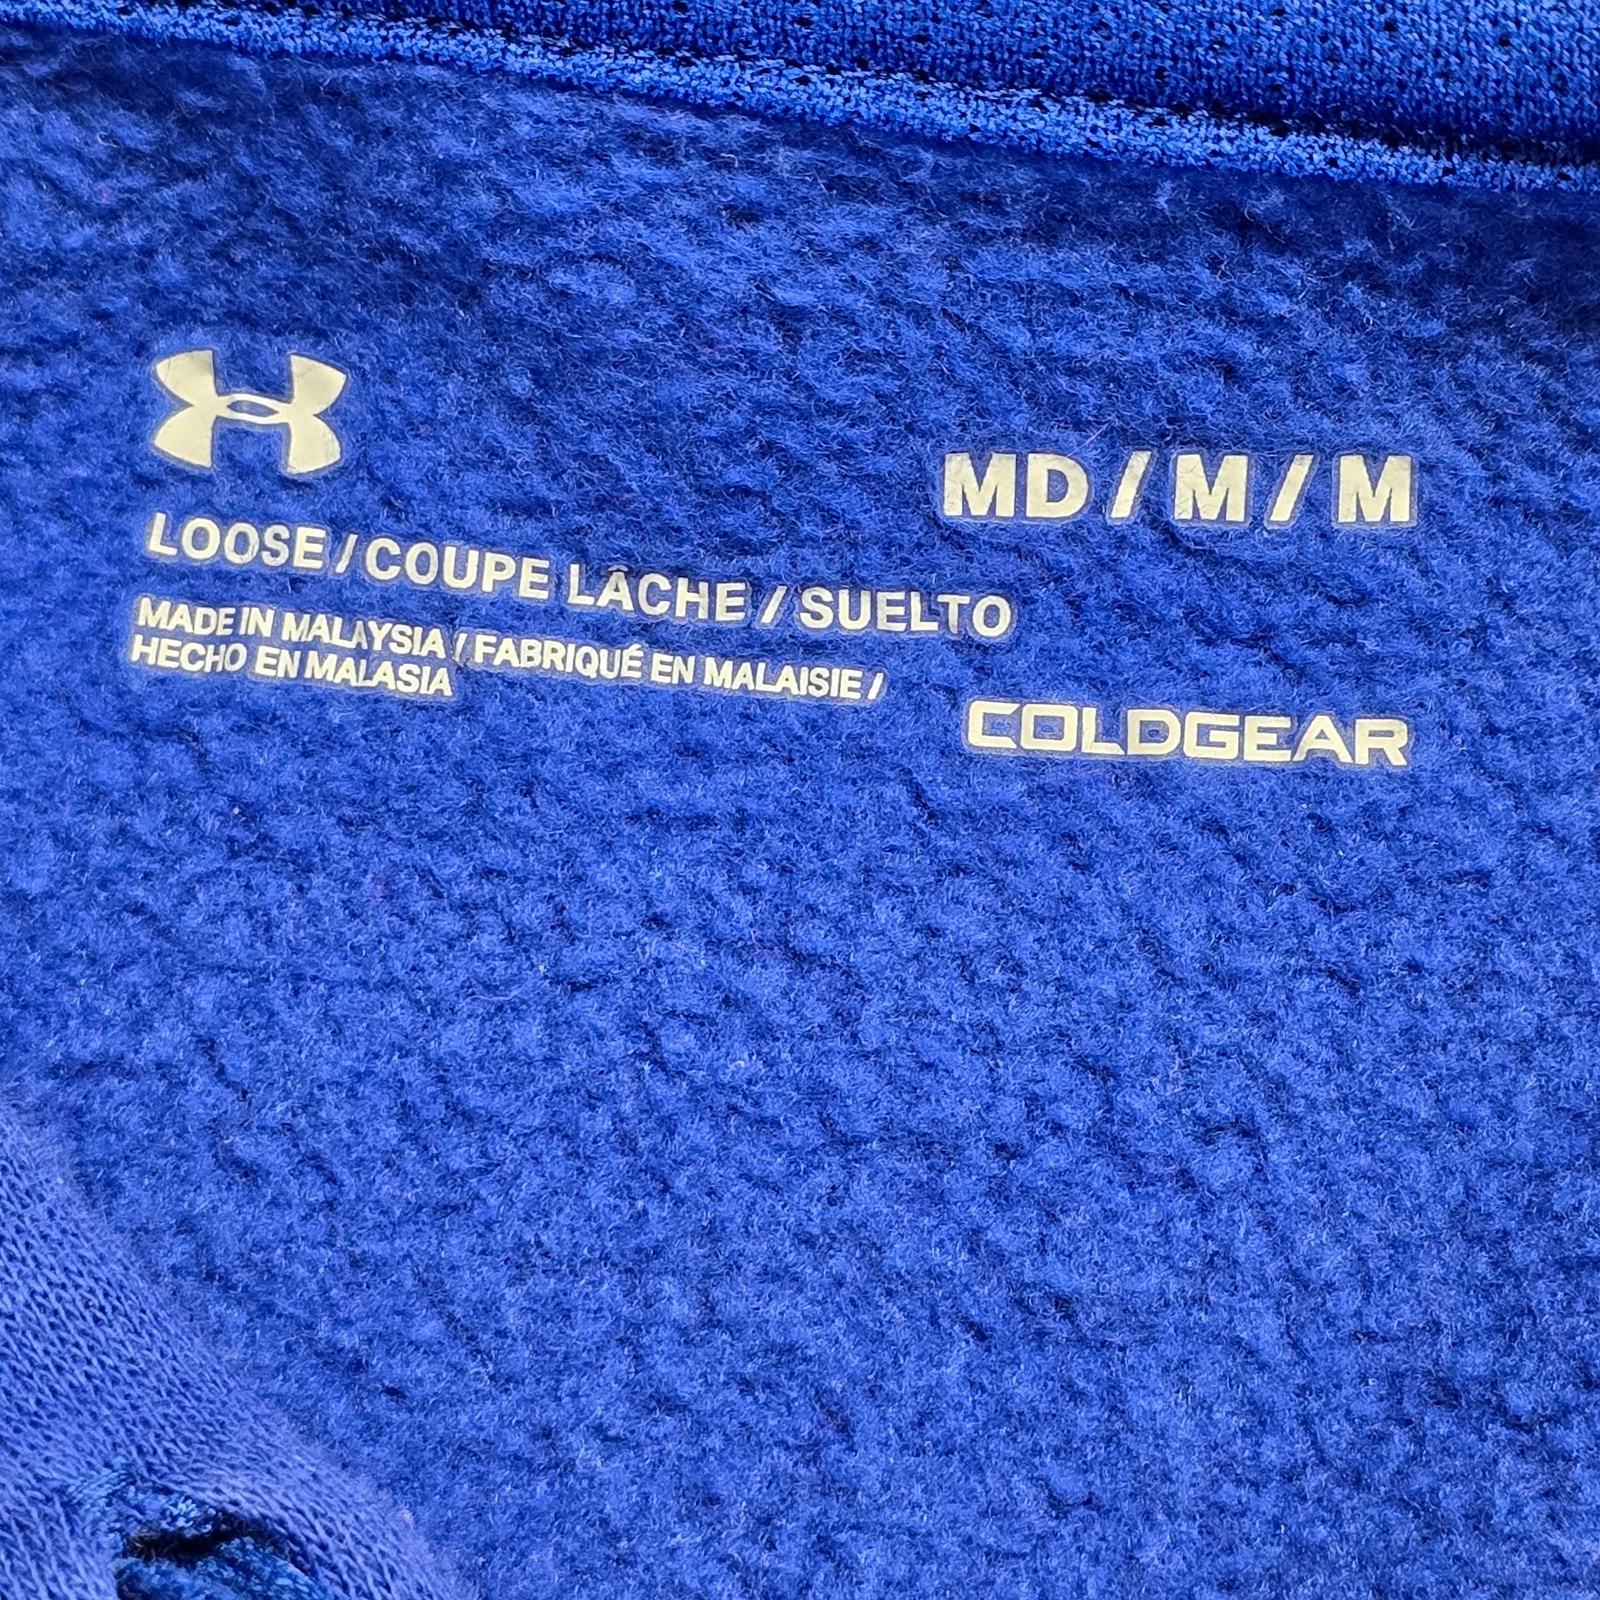 MD / M / M
LOOSE / COUPE LÂCHE / SUELTO
MADE IN MALAYSIA / FABRIQUÉ EN MALAISIE /
HECHO EN MALASIA
COLDGEAR